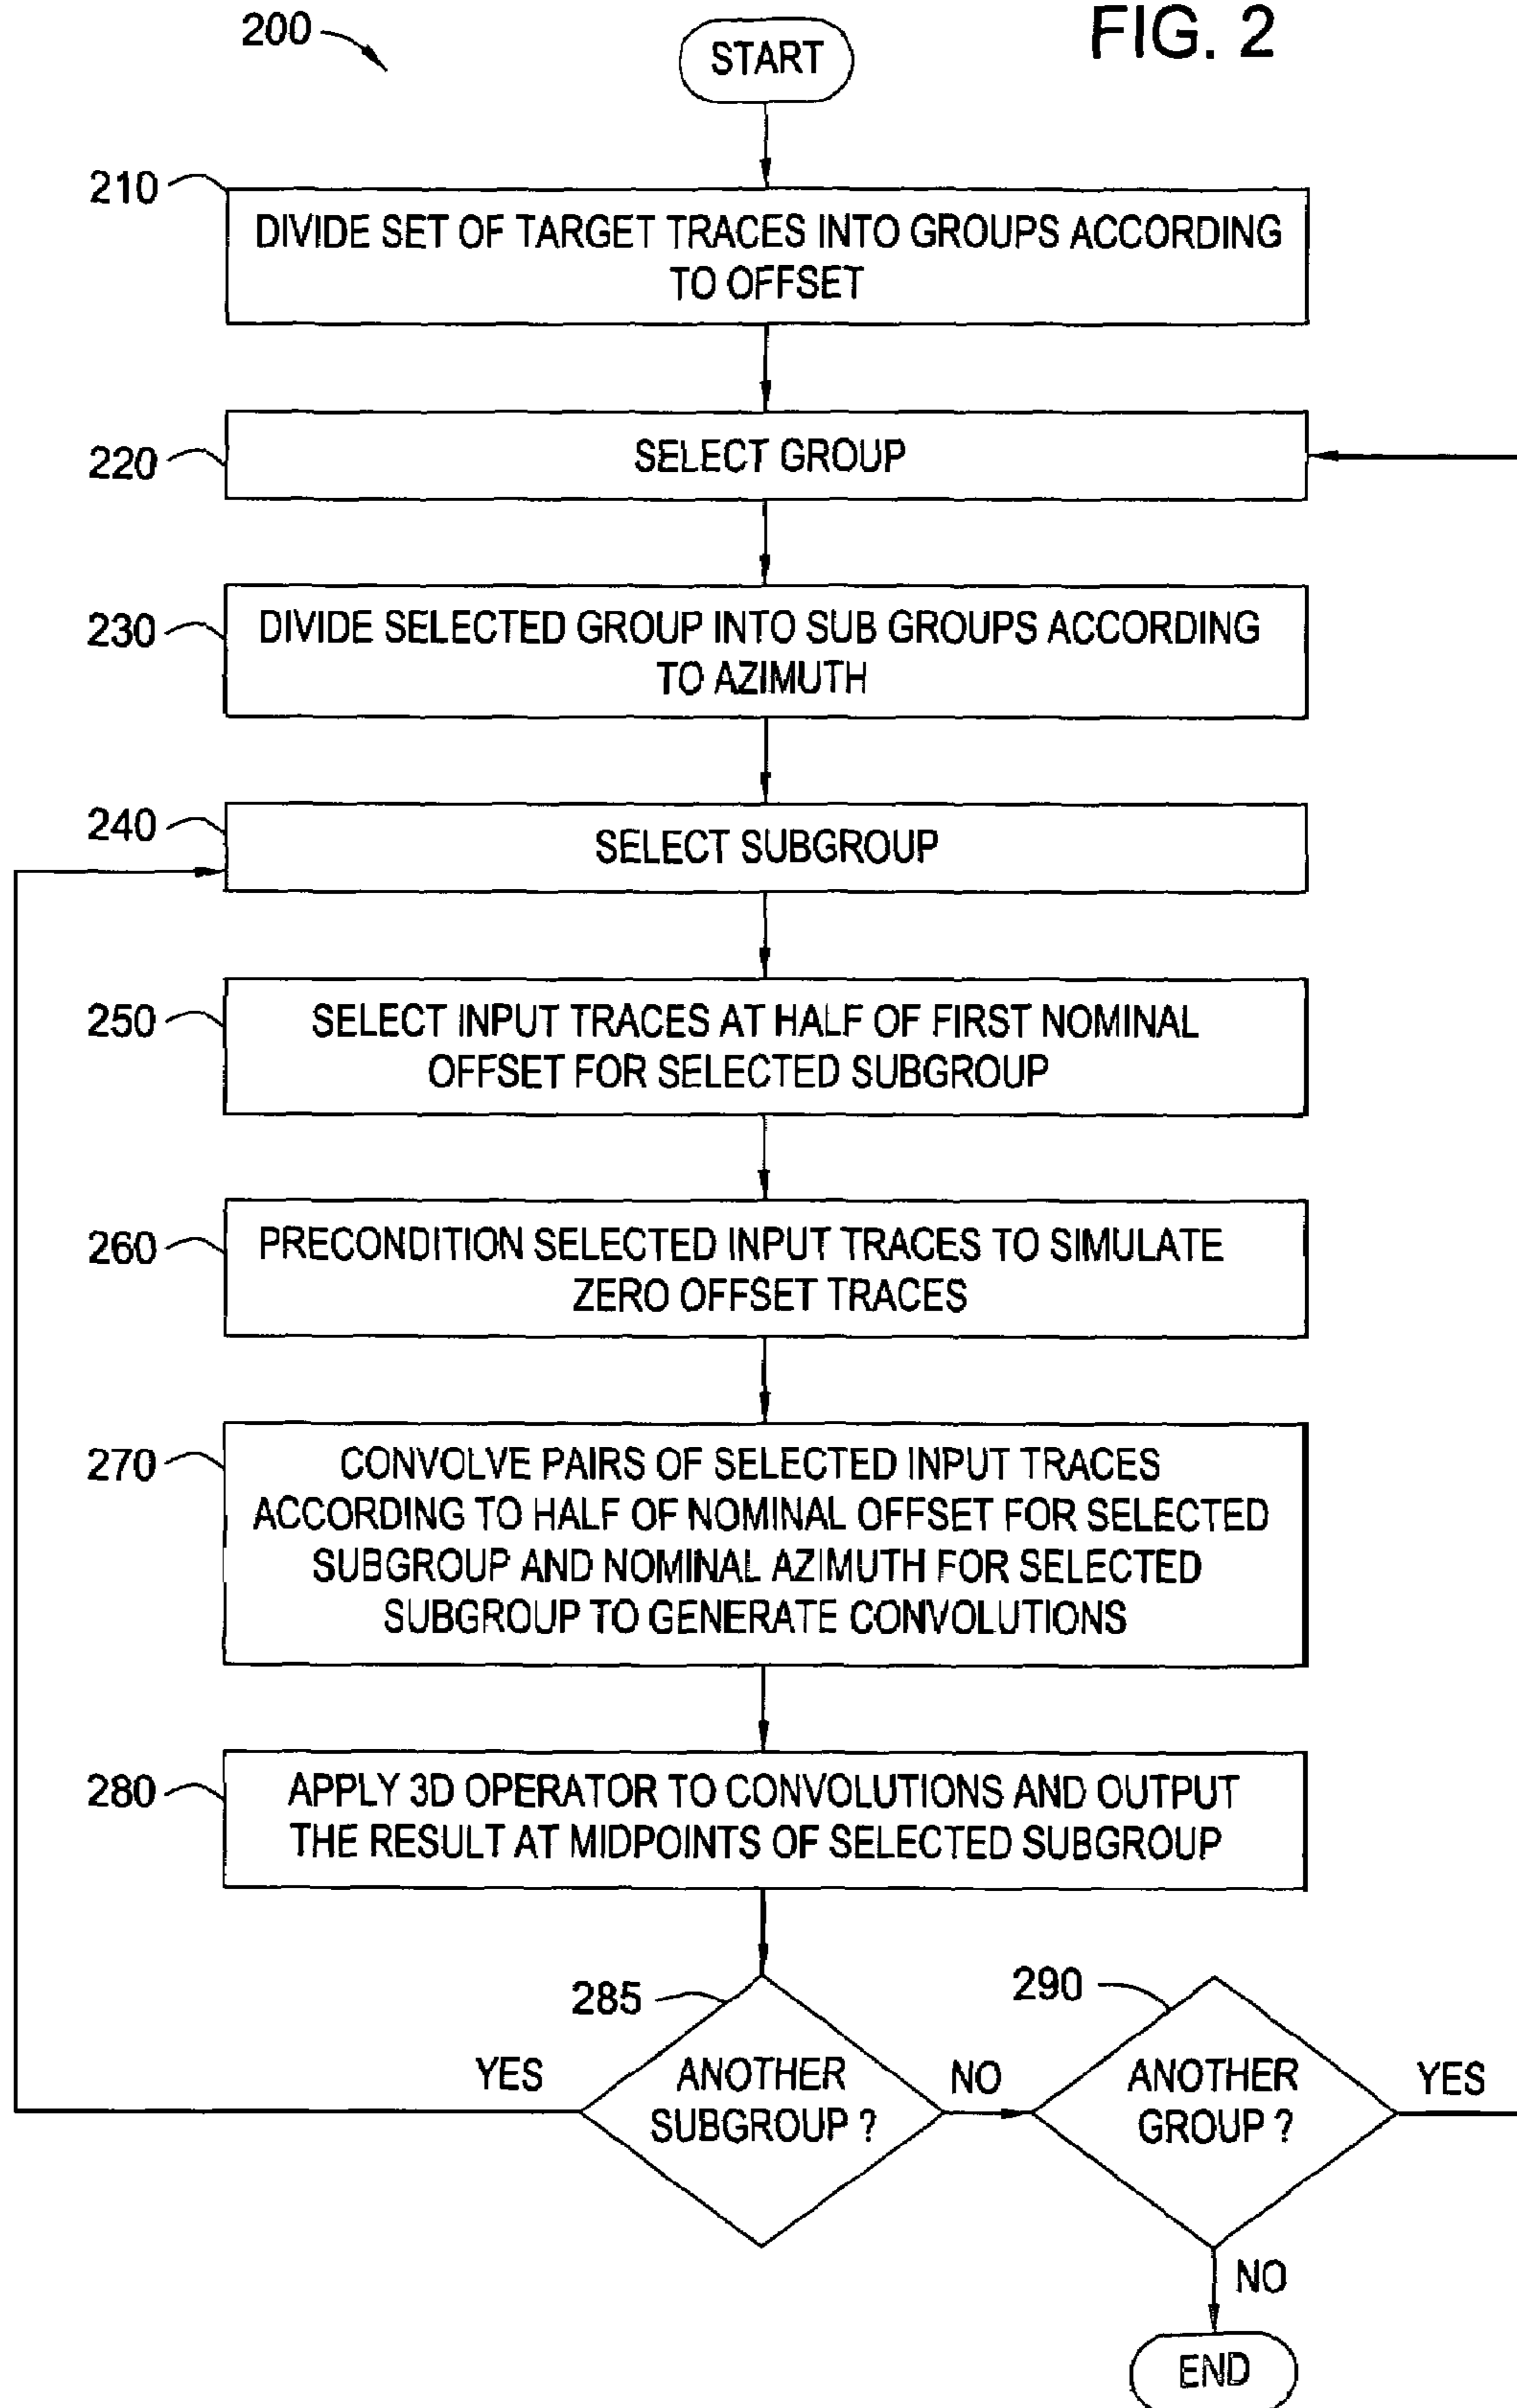 FIG. 2
200
START
210
DIVIDE SET OF TARGET TRACES INTO GROUPS ACCORDING
TO OFFSET
220
SELECT GROUP
230
DIVIDE SELECTED GROUP INTO SUB GROUPS ACCORDING
TO AZIMUTH
240
SELECT SUBGROUP
250
SELECT INPUT TRACES AT HALF OF FIRST NOMINAL
OFFSET FOR SELECTED SUBGROUP
260
PRECONDITION SELECTED INPUT TRACES TO SIMULATE
ZERO OFFSET TRACES
270
CONVOLVE PAIRS OF SELECTED INPUT TRACES
ACCORDING TO HALF OF NOMINAL OFFSET FOR SELECTED
SUBGROUP AND NOMINAL AZIMUTH FOR SELECTED
SUBGROUP TO GENERATE CONVOLUTIONS
280
APPLY 3D OPERATOR TO CONVOLUTIONS AND OUTPUT
THE RESULT AT MIDPOINTS OF SELECTED SUBGROUP
285
290
YES
ANOTHER
SUBGROUP ?
NO
ANOTHER
GROUP ?
YES
NO
END